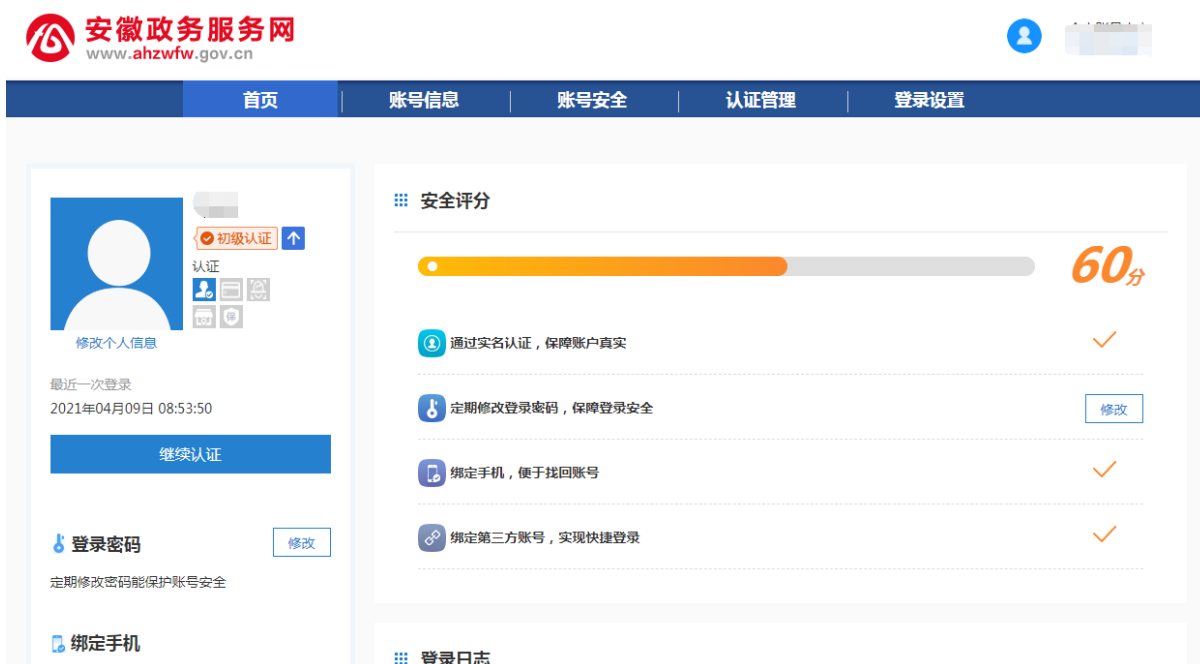 安徽政务服务网
www.ahzwfw.gov.cn
首页
账号信息
账号安全
认证管理
登录设置
初级认证
认证
修改个人信息
最近一次登录
2021年04月09日 08:53:50
继续认证
登录密码
修改
定期修改密码能保护账号安全
绑定手机
安全评分
60分
通过实名认证，保障账户真实
定期修改登录密码，保障登录安全
修改
绑定手机，便于找回账号
绑定第三方账号，实现快捷登录
登录日志